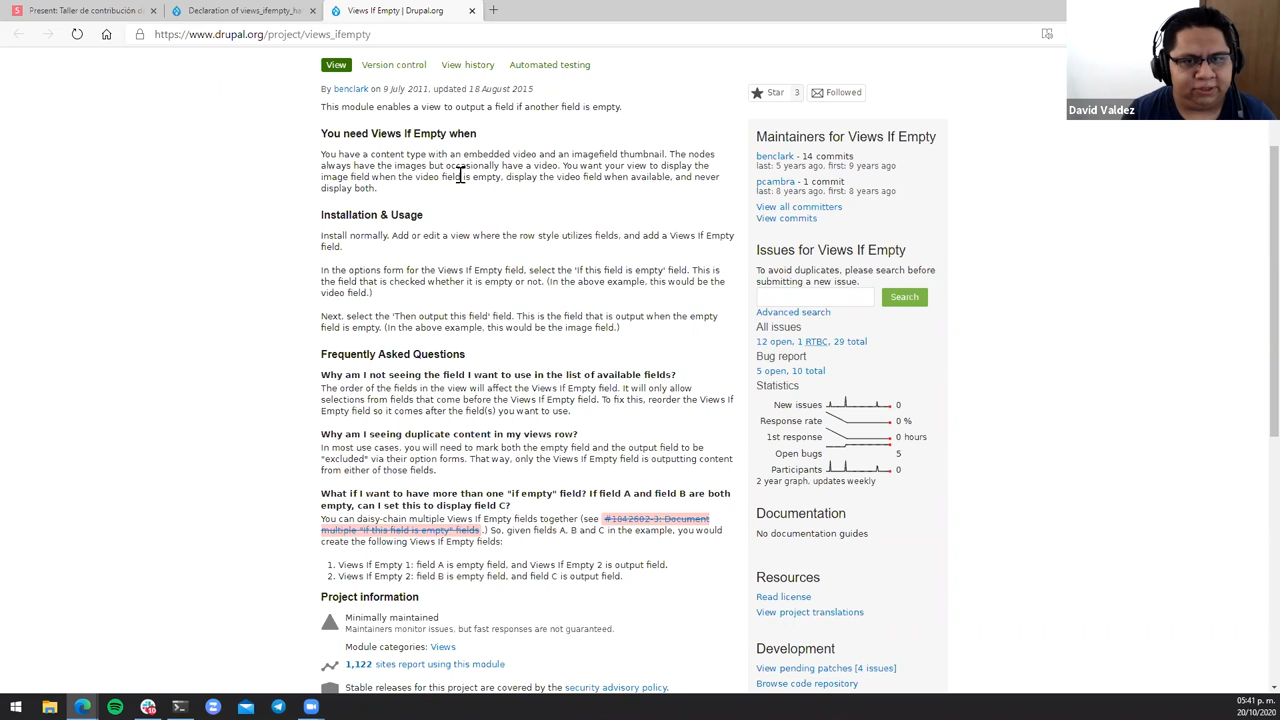 Present: Taller de contribución d
Declaration of views_ifempty_ha
Views If Empty | Drupal.org
https://www.drupal.org/project/views_ifempty
David Valdez
View
Version control
View history
Automated testing
By benclark on 9 July 2011, updated 18 August 2015
This module enables a view to output a field if another field is empty.
You need Views If Empty when
You have a content type with an embedded video and an imagefield thumbnail. The nodes
always have the images but occasionally have a video. You want your view to display the
image field when the video field is empty, display the video field when available, and never
display both.
Installation & Usage
Install normally. Add or edit a view where the row style utilizes fields, and add a Views If Empty
field.
In the options form for the Views If Empty field, select the 'If this field is empty' field. This is
the field that is checked whether it is empty or not. (In the above example, this would be the
video field.)
Next, select the 'Then output this field' field. This is the field that is output when the empty
field is empty. (In the above example, this would be the image field.)
Frequently Asked Questions
Why am I not seeing the field I want to use in the list of available fields?
The order of the fields in the view will affect the Views If Empty field. It will only allow
selections from fields that come before the Views If Empty field. To fix this, reorder the Views If
Empty field so it comes after the field(s) you want to use.
Why am I seeing duplicate content in my views row?
In most use cases, you will need to mark both the empty field and the output field to be
"excluded" via their option forms. That way, only the Views If Empty field is outputting content
from either of those fields.
What if I want to have more than one "if empty" field? If field A and field B are both
empty, can I set this to display field C?
You can daisy-chain multiple Views If Empty fields together (see #1042602-3: Document
multiple "If this field is empty" fields.) So, given fields A, B and C in the example, you would
create the following Views If Empty fields:
1. Views If Empty 1: field A is empty field, and Views If Empty 2 is output field.
2. Views If Empty 2: field B is empty field, and field C is output field.
Project information
Minimally maintained
Maintainers monitor issues, but fast responses are not guaranteed.
Module categories: Views
1,122 sites report using this module
Stable releases for this project are covered by the security advisory policy.
Star 3
Followed
Maintainers for Views If Empty
benclark - 14 commits
last: 5 years ago, first: 9 years ago
pcambra - 1 commit
last: 8 years ago, first: 8 years ago
View all committers
View commits
Issues for Views If Empty
To avoid duplicates, please search before
submitting a new issue.
Search
Advanced search
All issues
12 open, 1 RTBC, 29 total
Bug report
5 open, 10 total
Statistics
New issues 0
Response rate 0 %
1st response 0 hours
Open bugs 5
Participants 0
2 year graph, updates weekly
Documentation
No documentation guides
Resources
Read license
View project translations
Development
View pending patches [4 issues]
Browse code repository
05:41 p. m.
20/10/2020